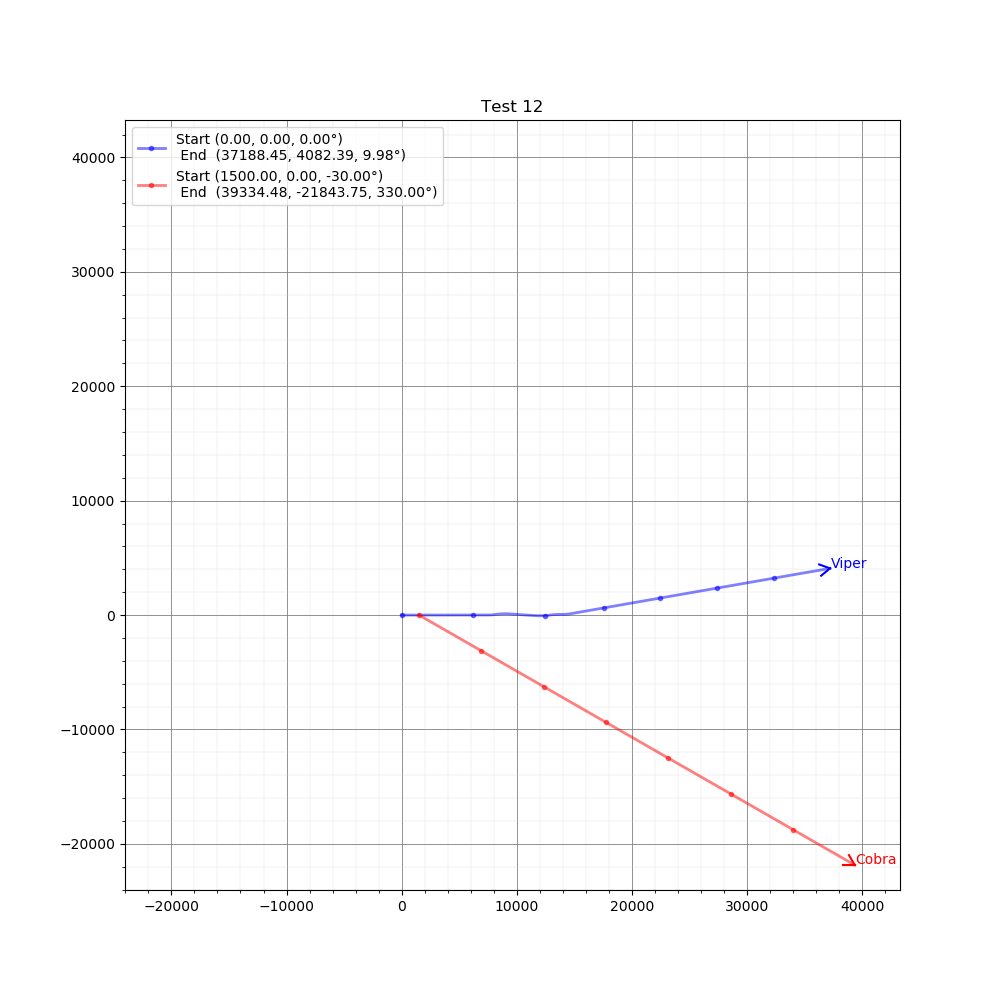 Test 12
Start (0.00, 0.00, 0.00°)
End (37188.45, 4082.39, 9.98°)
Start (1500.00, 0.00, -30.00°)
End (39334.48, -21843.75, 330.00°)
40000
30000
20000
10000
0
−10000
−20000
Viper
Cobra
−20000 −10000 0 10000 20000 30000 40000